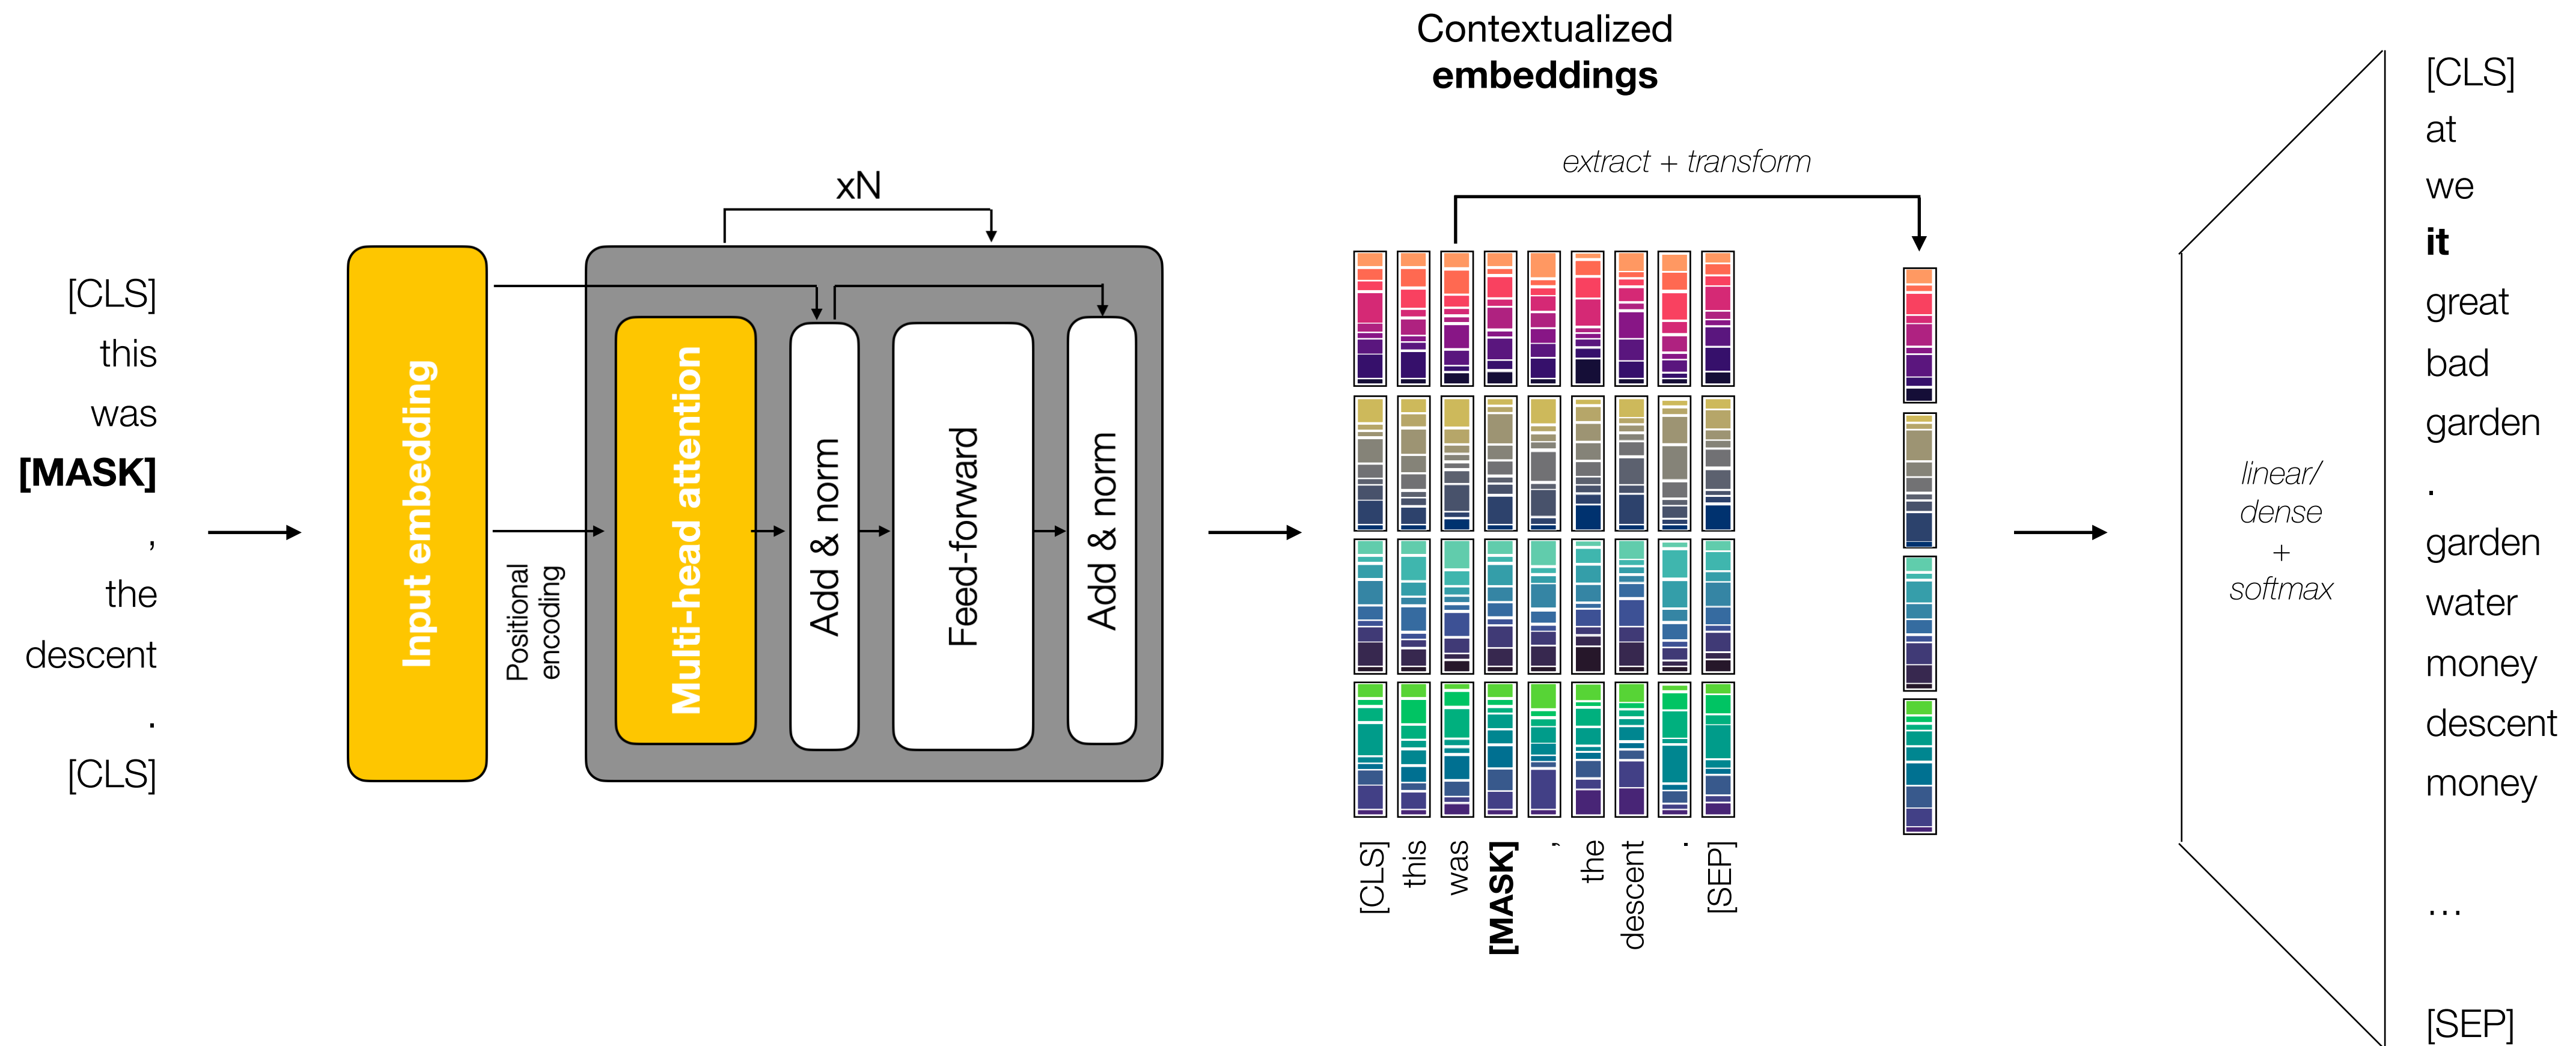 [CLS]
this
was
[MASK]
,
the
descent
.
[CLS]
Input embedding
Positional
encoding
xN
Multi-head attention
Add & norm
Feed-forward
Add & norm
Contextualized
embeddings
extract + transform
[CLS]
this
was
[MASK]
,
the
descent
.
[SEP]
linear/
dense
+
softmax
[CLS]
at
we
it
great
bad
garden
.
garden
water
money
descent
money
...
[SEP]